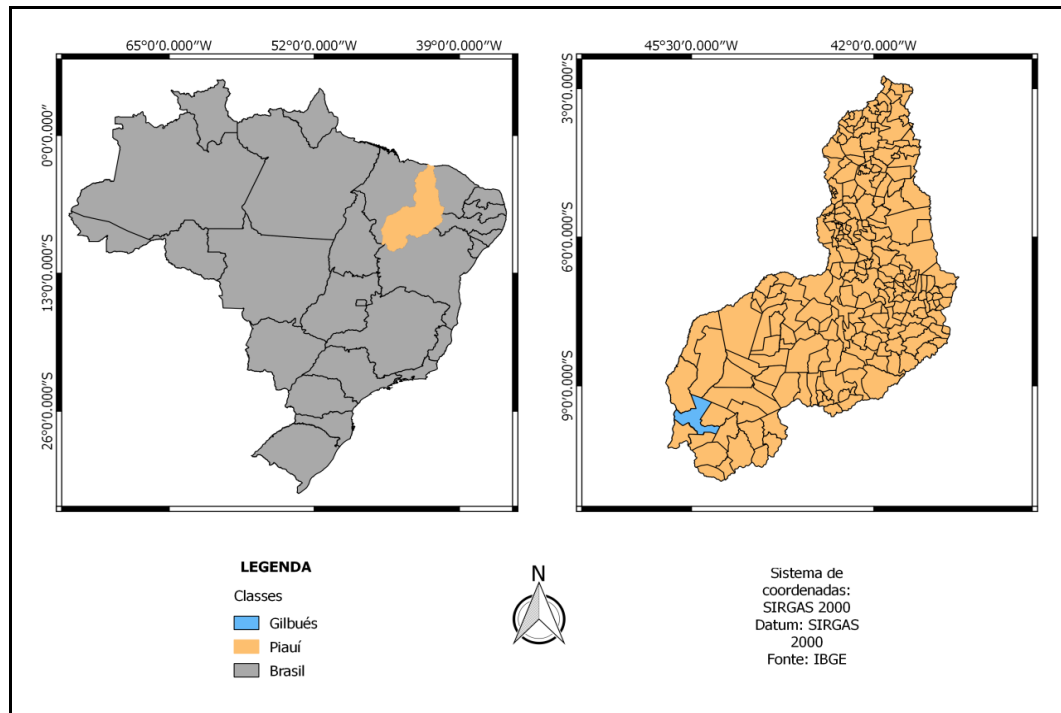 65°0'0.000"W 52°0'0.000"W 39°0'0.000"W
0°0'0.000"
13°0'0.000"S
26°0'0.000"S
45°30'0.000"W 42°0'0.000"W
3°0'0.000"S
6°0'0.000"S
9°0'0.000"S
LEGENDA
Classes
Gilbués
Piauí
Brasil
N
Sistema de
coordenadas:
SIRGAS 2000
Datum: SIRGAS
2000
Fonte: IBGE